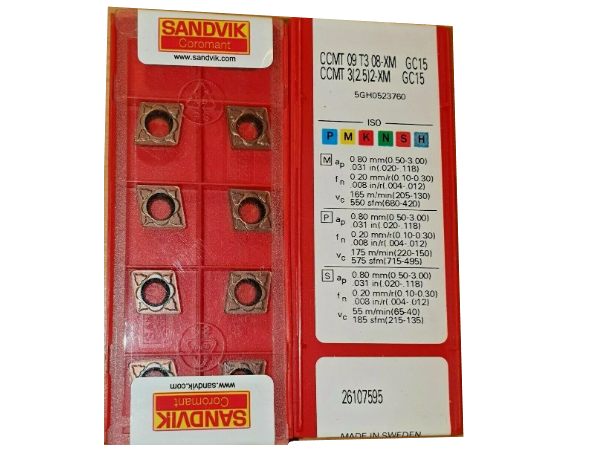 SANDVIK
Coromant
www.sandvik.com
www.sandvik.com
Coromant
SANDVIK
CCMT 09 T3 08-XM GC15
CCMT 3(2.5)2-XM GC15
5GH0523760
ISO
P M K N S H
M ap 0.80 mm(0.50-3.00)
.031 in(.020-.118)
fn 0.20 mm/r(0.10-0.30)
.008 in/r(.004-.012)
vc 165 m/min(205-130)
550 sfm(680-420)
P ap 0.80 mm(0.50-3.00)
.031 in(.020-.118)
fn 0.20 mm/r(0.10-0.30)
.008 in/r(.004-.012)
vc 175 m/min(220-150)
575 sfm(715-495)
S ap 0.80 mm(0.50-3.00)
.031 in(.020-.118)
fn 0.20 mm/r(0.10-0.30)
.008 in/r(.004-.012)
vc 55 m/min(65-40)
185 sfm(215-135)
26107595
MADE IN SWEDEN